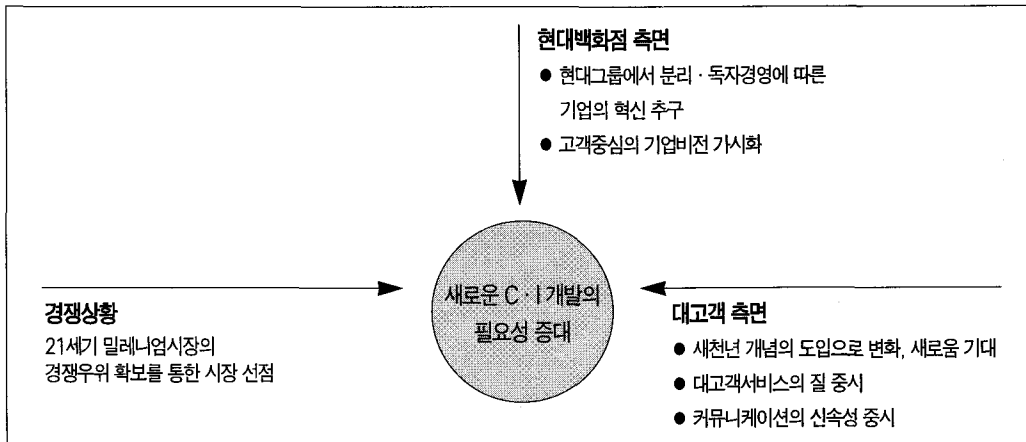 현대백화점 측면
● 현대그룹에서 분리 · 독자경영에 따른
기업의 혁신 추구
● 고객중심의 기업비전 가시화
새로운 C · I 개발의
필요성 증대
경쟁상황
21세기 밀레니엄시장의
경쟁우위 확보를 통한 시장 선점
대고객 측면
● 새천년 개념의 도입으로 변화, 새로움 기대
● 대고객서비스의 질 중시
● 커뮤니케이션의 신속성 중시